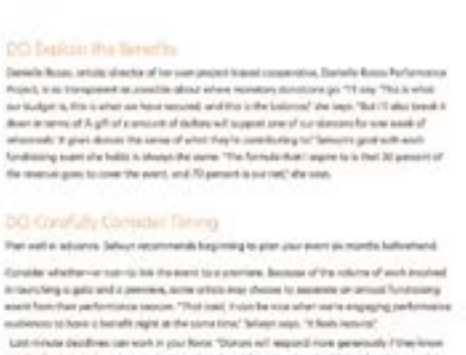 DO Explain the Benefits
Danielle Russo, artistic director of her own project-based cooperative, Danielle Russo Performance
Project, is as transparent as possible about where monetary donations go. "I'll say, 'This is what
our budget is, this is what we have secured, and this is the balance,'" she says. "But I'll also break it
down in terms of 'A gift of x amount of dollars will support one of our dancers for one week of
rehearsals.' It gives donors the sense of what they're contributing to." Selwyn's goal with each
fundraising event she holds is always the same: "The formula that I aspire to is that 30 percent of
the revenue goes to cover the event, and 70 percent is our net," she says.
DO Carefully Consider Timing
Plan well in advance. Selwyn recommends beginning to plan your event six months beforehand.
Consider whether—or not—to link the event to a premiere. Because of the volume of work involved
in launching a gala and a premiere, some artists may choose to separate an annual fundraising
event from their performance season. "That said, it can be nice when we're engaging performance
audiences to have a benefit night at the same time," Selwyn says. "It feels natural."
Last-minute deadlines can work in your favor. "Donors will respond more generously if they know